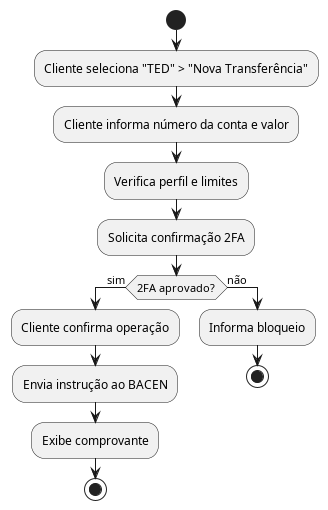 Cliente seleciona "TED" > "Nova Transferência"
Cliente informa número da conta e valor
Verifica perfil e limites
Solicita confirmação 2FA
sim
2FA aprovado?
não
Cliente confirma operação
Informa bloqueio
Envia instrução ao BACEN
Exibe comprovante